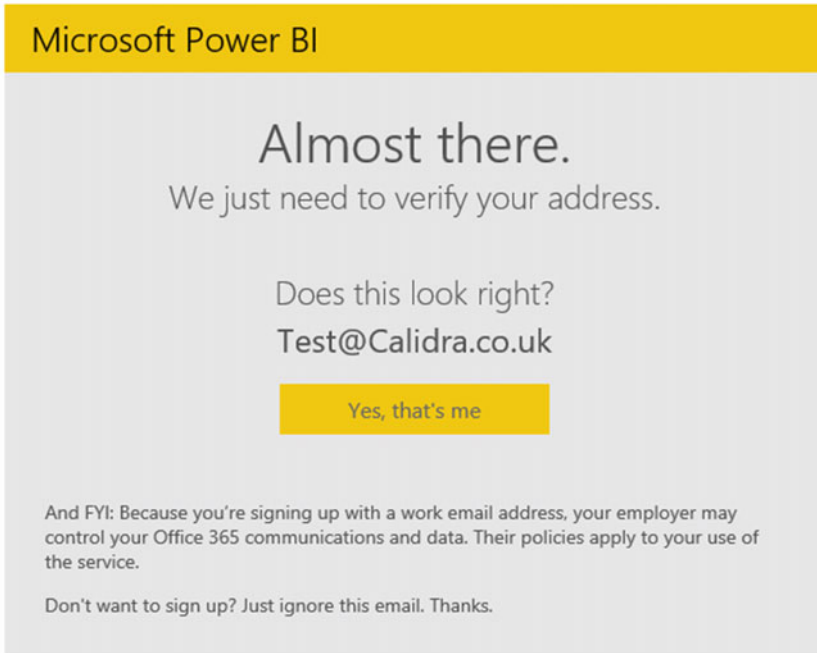 Microsoft Power BI
Almost there.
We just need to verify your address.
Does this look right?
Test@Calidra.co.uk
Yes, that's me
And FYI: Because you're signing up with a work email address, your employer may
control your Office 365 communications and data. Their policies apply to your use of
the service.
Don't want to sign up? Just ignore this email. Thanks.